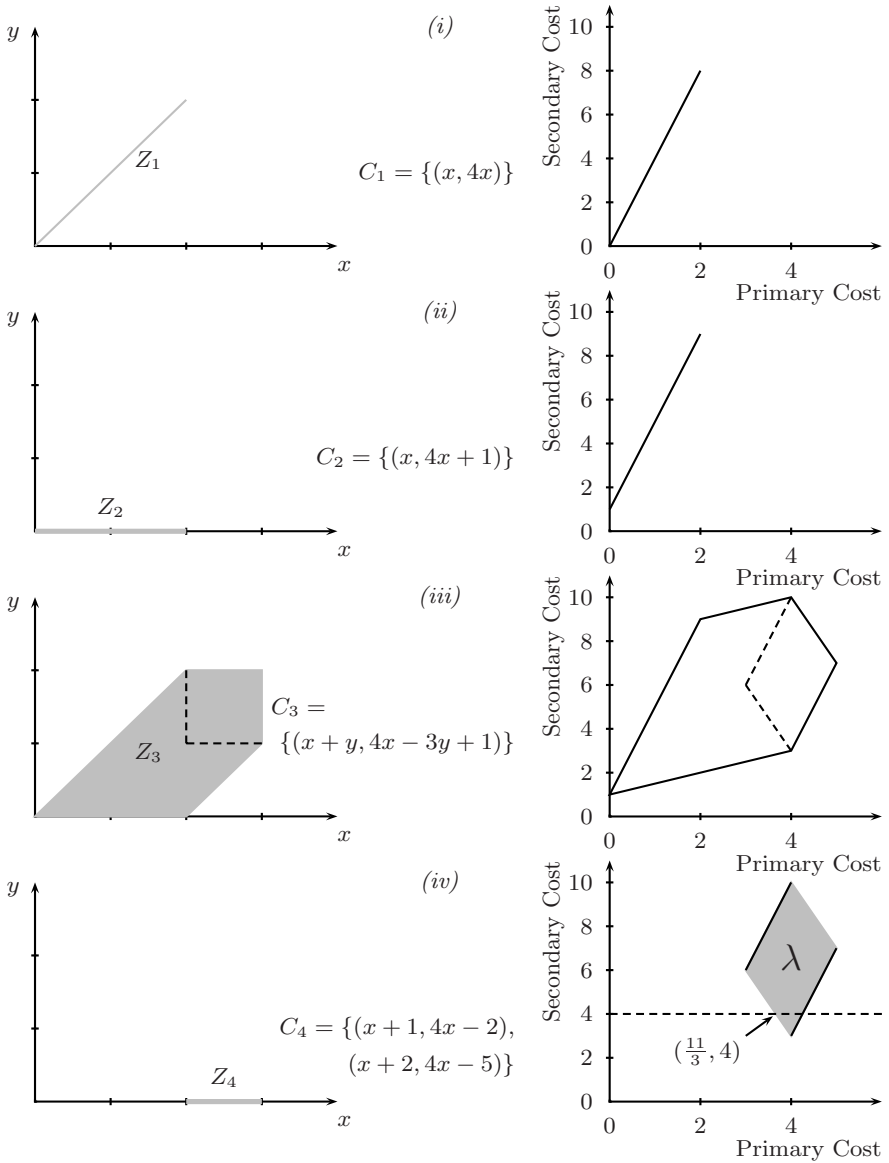 y
(i)
Z₁
C₁ = {(x, 4x)}
x
Secondary Cost
10
8
6
4
2
0
0 2 4
Primary Cost
y
(ii)
C₂ = {(x, 4x + 1)}
Z₂
x
Secondary Cost
10
8
6
4
2
0
0 2 4
Primary Cost
y
(iii)
C₃ =
{(x + y, 4x − 3y + 1)}
Z₃
x
Secondary Cost
10
8
6
4
2
0
0 2 4
Primary Cost
y
(iv)
C₄ = {(x + 1, 4x − 2),
(x + 2, 4x − 5)}
Z₄
x
Secondary Cost
10
8
6
4
2
0
λ
(11/3, 4)
0 2 4
Primary Cost